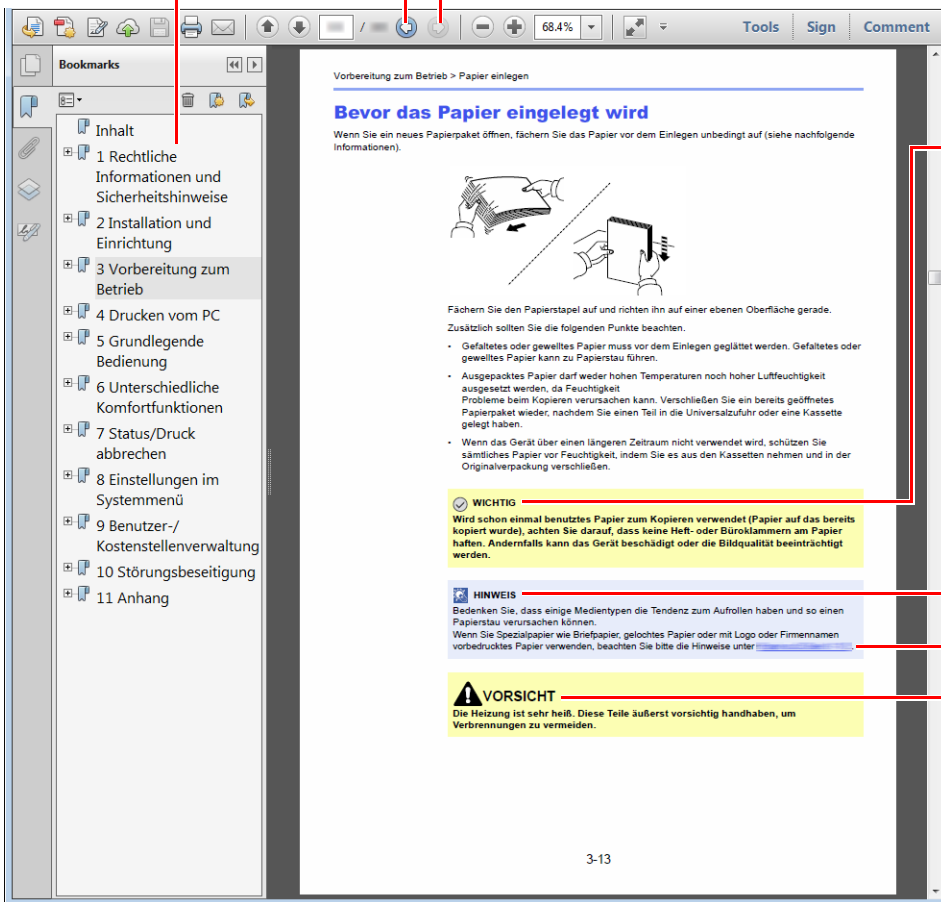 /
68.4%
Tools
Sign
Comment
Bookmarks
Inhalt
1 Rechtliche
Informationen und
Sicherheitshinweise
2 Installation und
Einrichtung
3 Vorbereitung zum
Betrieb
4 Drucken vom PC
5 Grundlegende
Bedienung
6 Unterschiedliche
Komfortfunktionen
7 Status/Druck
abbrechen
8 Einstellungen im
Systemmenü
9 Benutzer-/
Kostenstellenverwaltung
10 Störungsbeseitigung
11 Anhang
Vorbereitung zum Betrieb > Papier einlegen
Bevor das Papier eingelegt wird
Wenn Sie ein neues Papierpaket öffnen, fächern Sie das Papier vor dem Einlegen unbedingt auf (siehe nachfolgende
Informationen).
Fächern Sie den Papierstapel auf und richten ihn auf einer ebenen Oberfläche gerade.
Zusätzlich sollten Sie die folgenden Punkte beachten.
• Gefaltetes oder gewelltes Papier muss vor dem Einlegen geglättet werden. Gefaltetes oder
gewelltes Papier kann zu Papierstau führen.
• Ausgepacktes Papier darf weder hohen Temperaturen noch hoher Luftfeuchtigkeit
ausgesetzt werden, da Feuchtigkeit
Probleme beim Kopieren verursachen kann. Verschließen Sie ein bereits geöffnetes
Papierpaket wieder, nachdem Sie einen Teil in die Universalzufuhr oder eine Kassette
gelegt haben.
• Wenn das Gerät über einen längeren Zeitraum nicht verwendet wird, schützen Sie
sämtliches Papier vor Feuchtigkeit, indem Sie es aus den Kassetten nehmen und in der
Originalverpackung verschließen.
WICHTIG
Wird schon einmal benutztes Papier zum Kopieren verwendet (Papier auf das bereits
kopiert wurde), achten Sie darauf, dass keine Heft- oder Büroklammern am Papier
haften. Andernfalls kann das Gerät beschädigt oder die Bildqualität beeinträchtigt
werden.
HINWEIS
Bedenken Sie, dass einige Medientypen die Tendenz zum Aufrollen haben und so einen
Papierstau verursachen können.
Wenn Sie Spezialpapier wie Briefpapier, gelochtes Papier oder mit Logo oder Firmennamen
vorbedrucktes Papier verwenden, beachten Sie bitte die Hinweise unter .
VORSICHT
Die Heizung ist sehr heiß. Diese Teile äußerst vorsichtig handhaben, um
Verbrennungen zu vermeiden.
3-13